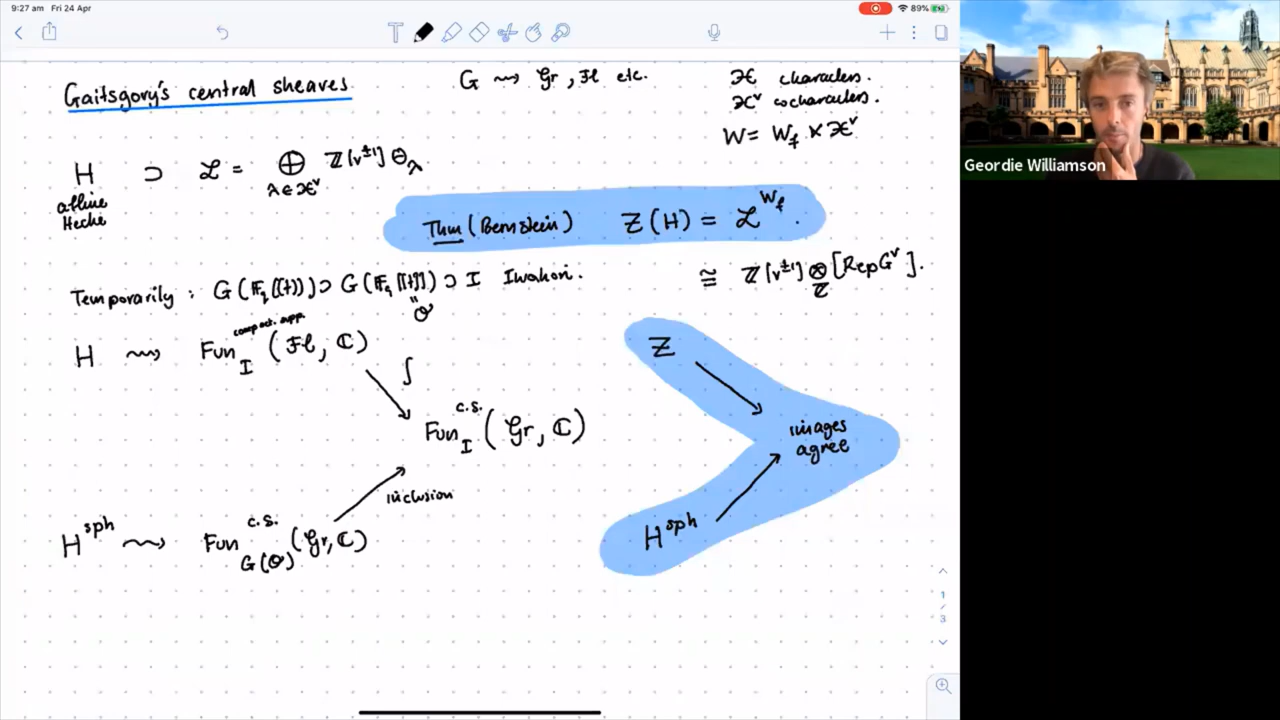 9:27 am Fri 24 Apr
89%
Gaitsgory's central sheaves
G ⇝ Gr, Fl etc.
𝒳 characters.
𝒳^∨ cocharacters.
W = W_f ⋉ 𝒳^∨
H ⊃ ℒ = ⊕_{λ∈𝒳^∨} ℤ[v^{±1}] Θ_λ
affine
Hecke
Thm (Bernstein) Z(H) = ℒ^{W_f}.
≅ ℤ[v^{±1}] ⊗_ℤ [Rep G^∨].
Temporarily: G(𝔽_q((t))) ⊃ G(𝔽_q[[t]]) ⊃ I Iwahori.
"
𝒪
H ⇝ Fun_I^{compact. supp.} (Fl, ℂ)
∫
Fun_I^{c.s.} (Gr, ℂ)
inclusion
H^{sph} ⇝ Fun_{G(𝒪)}^{c.s.} (Gr, ℂ)
Z
images
agree
H^{sph}
1
/
3
Geordie Williamson